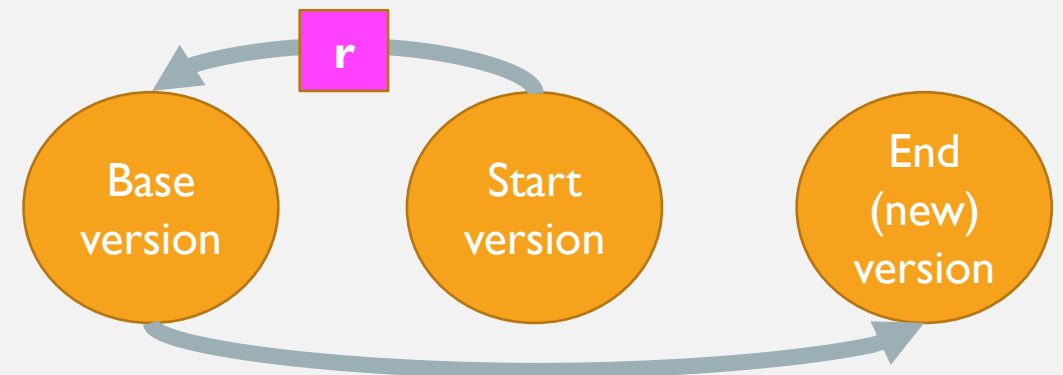 r
Base
version
Start
version
End
(new)
version